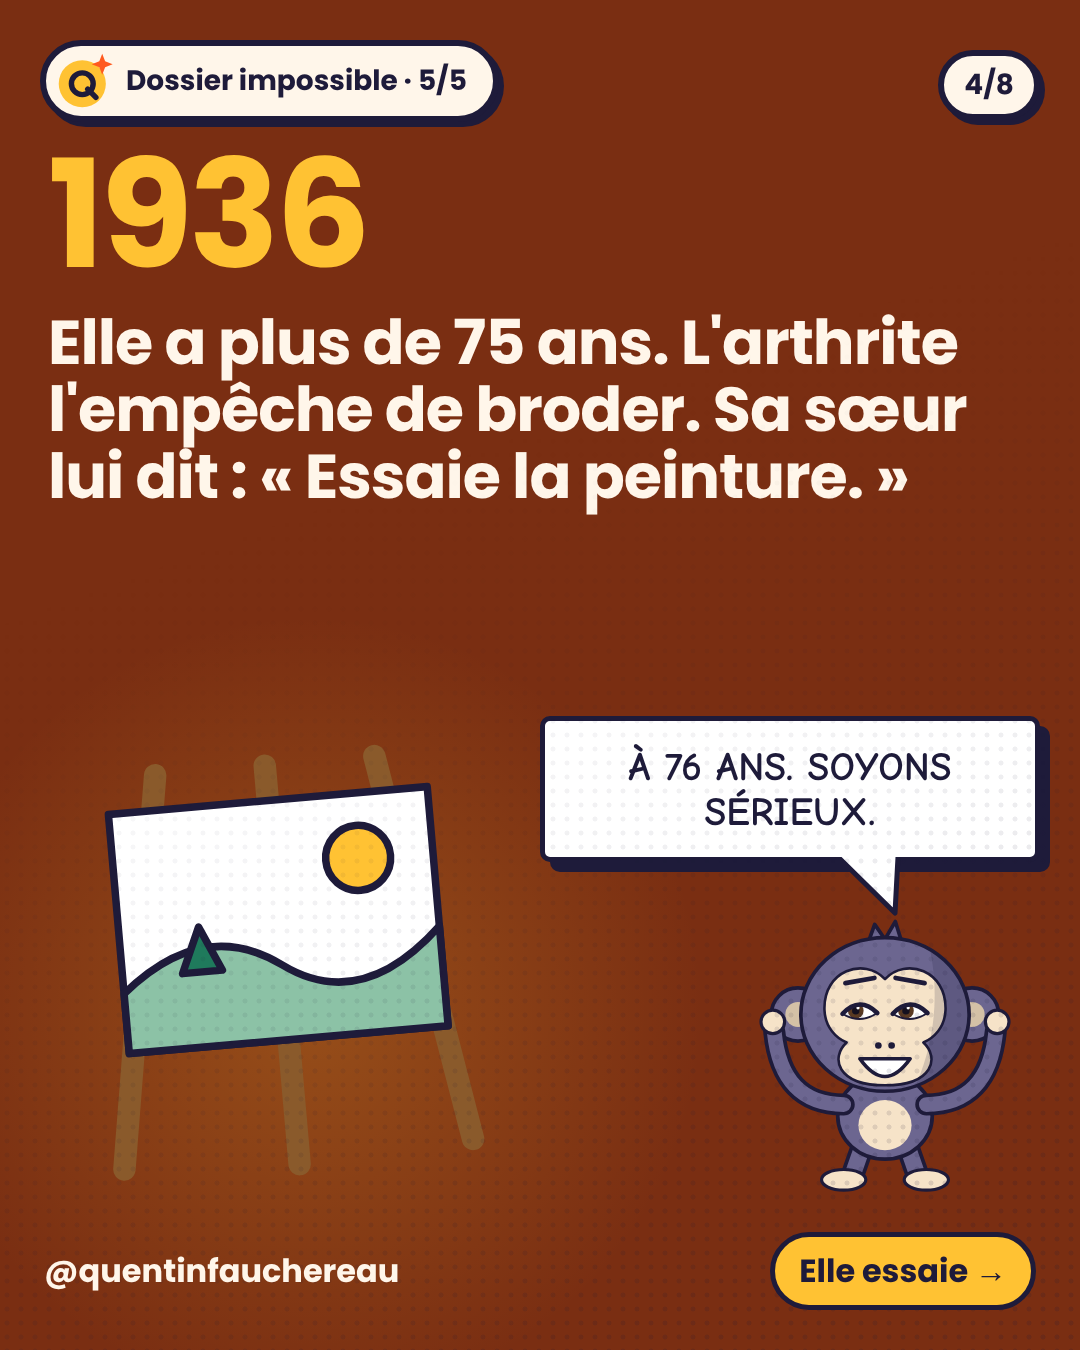 Dossier impossible · 5/5
4/8
1936
Elle a plus de 75 ans. L'arthrite
l'empêche de broder. Sa sœur
lui dit : « Essaie la peinture. »
À 76 ANS. SOYONS
SÉRIEUX.
@quentinfauchereau
Elle essaie →